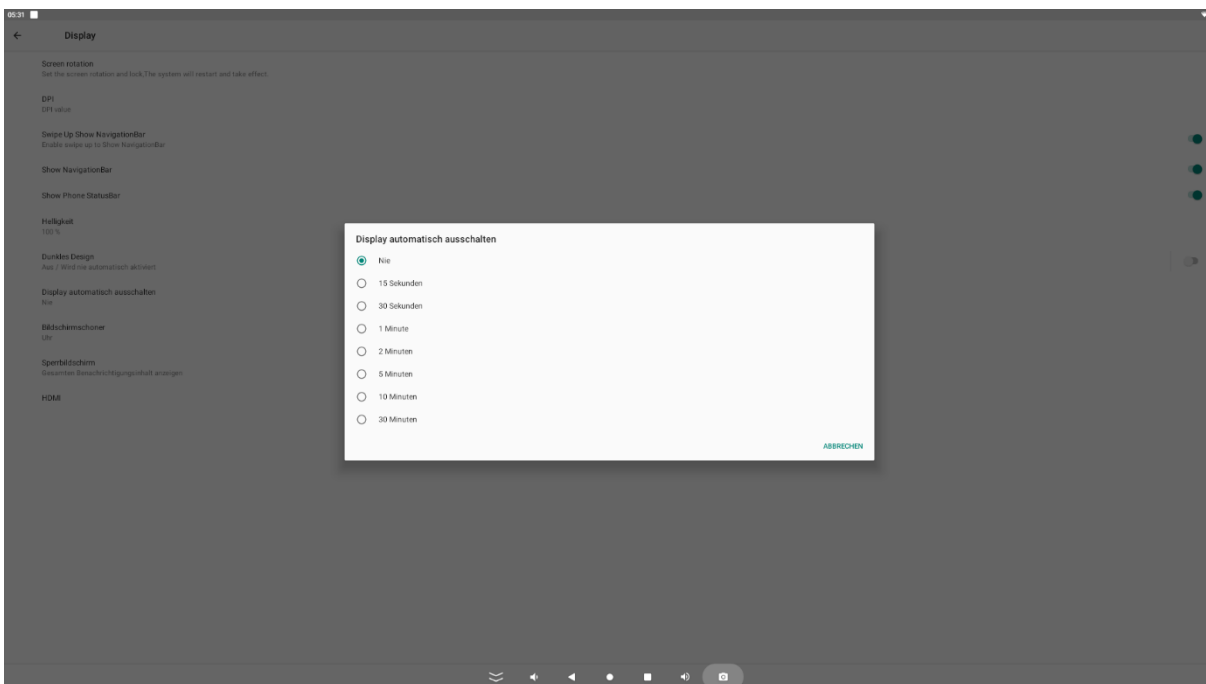 05:31
Display
Screen rotation
Set the screen rotation and lock,The system will restart and take effect.
DPI
DPI value
Swipe Up Show NavigationBar
Enable swipe up to Show NavigationBar
Show NavigationBar
Show Phone StatusBar
Helligkeit
100 %
Dunkles Design
Aus / Wird nie automatisch aktiviert
Display automatisch ausschalten
Nie
Bildschirmschoner
Uhr
Sperrbildschirm
Gesamten Benachrichtigungsinhalt anzeigen
HDMI
Display automatisch ausschalten
Nie
15 Sekunden
30 Sekunden
1 Minute
2 Minuten
5 Minuten
10 Minuten
30 Minuten
ABBRECHEN